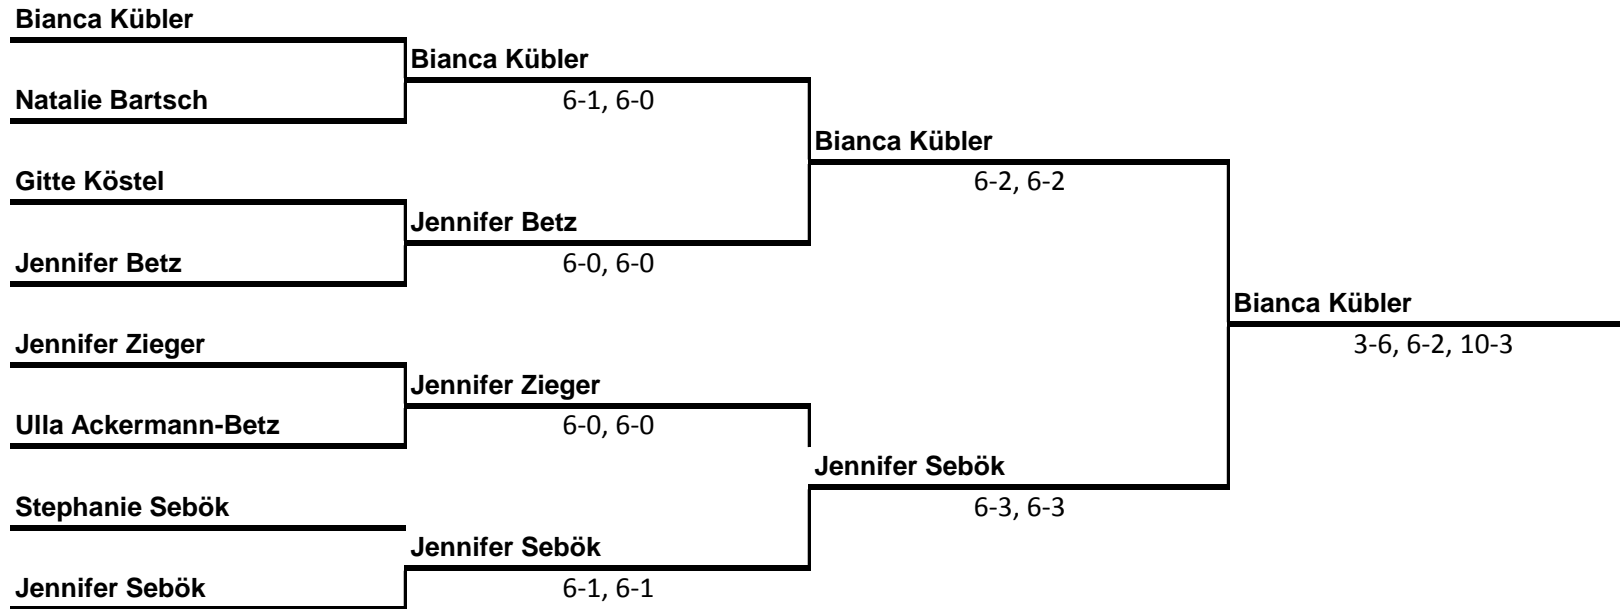 Bianca Kübler
Bianca Kübler
Natalie Bartsch
6-1, 6-0
Bianca Kübler
Gitte Köstel
6-2, 6-2
Jennifer Betz
Jennifer Betz
6-0, 6-0
Bianca Kübler
Jennifer Zieger
3-6, 6-2, 10-3
Jennifer Zieger
Ulla Ackermann-Betz
6-0, 6-0
Jennifer Sebök
Stephanie Sebök
6-3, 6-3
Jennifer Sebök
Jennifer Sebök
6-1, 6-1